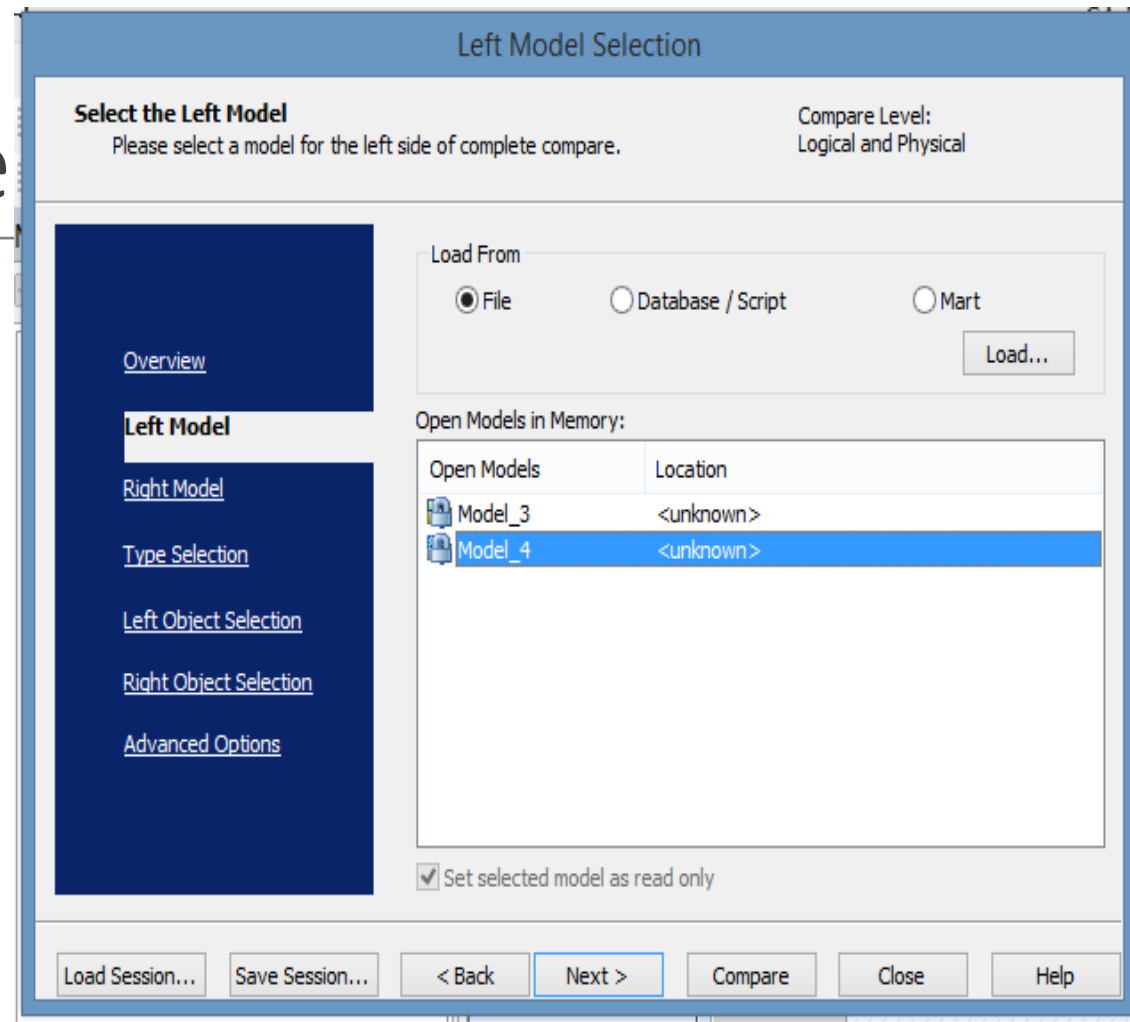 Left Model Selection
Select the Left Model
Please select a model for the left side of complete compare.
Compare Level:
Logical and Physical
e
Load From
File
Database / Script
Mart
Load...
Overview
Left Model
Right Model
Type Selection
Left Object Selection
Right Object Selection
Advanced Options
Open Models in Memory:
Open Models Location
Model_3 <unknown>
Model_4 <unknown>
Set selected model as read only
Load Session...
Save Session...
< Back
Next >
Compare
Close
Help